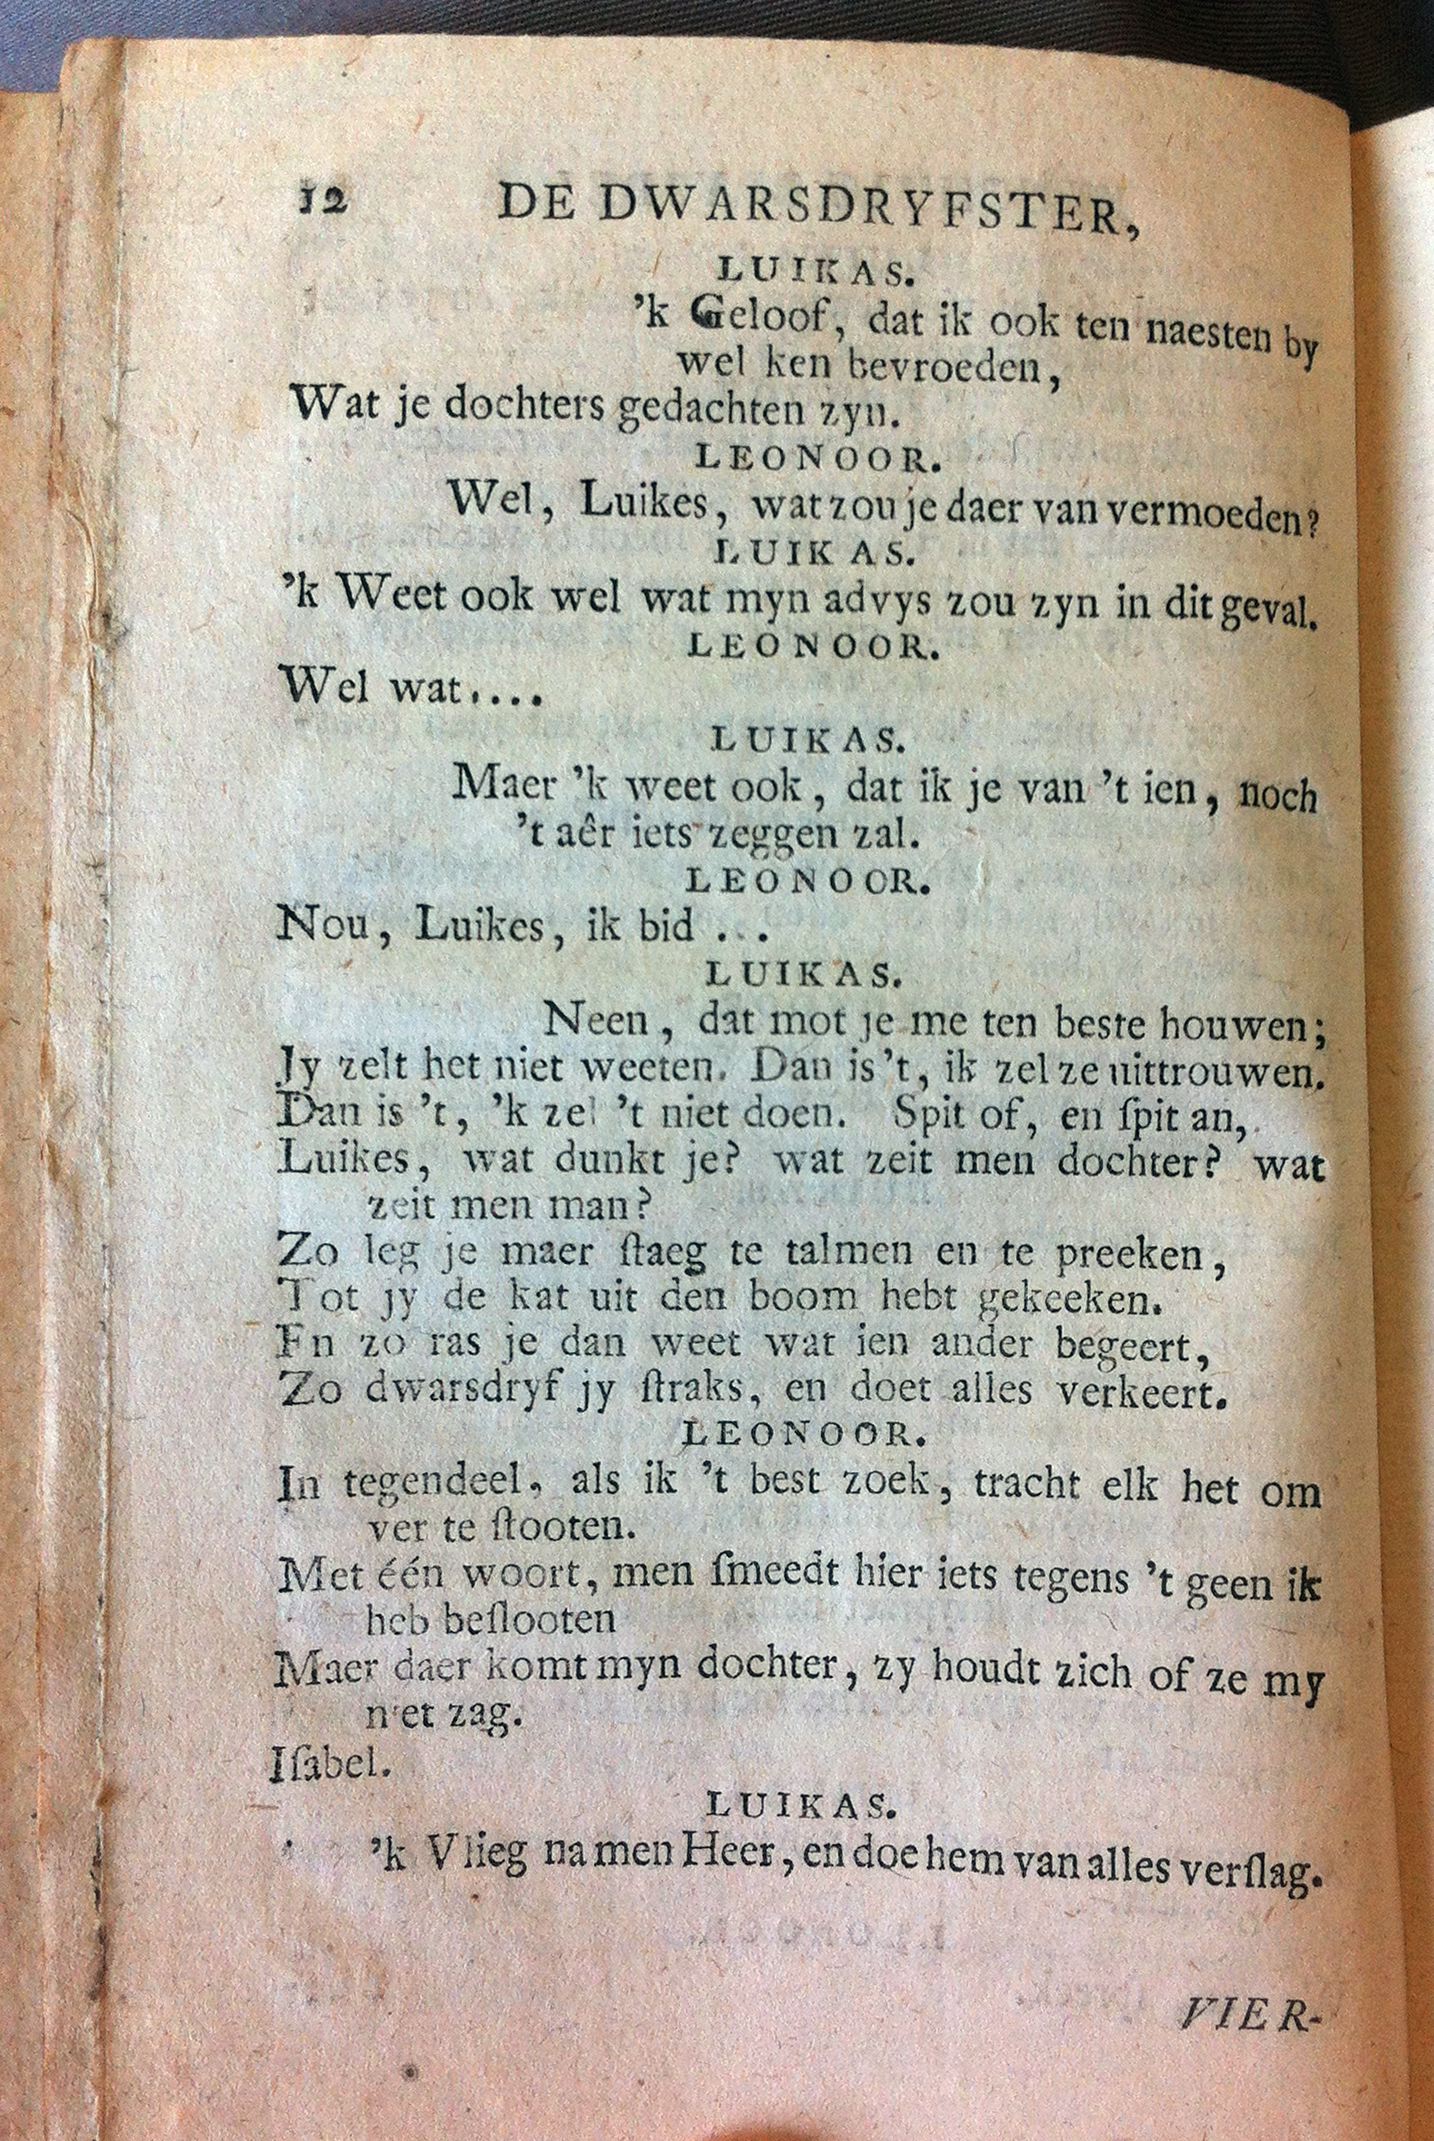 12 DE DWARSDRYFSTER,
LUIKAS.
'k Geloof, dat ik ook ten naesten by
wel ken bevroeden,
Wat je dochters gedachten zyn.
LEONOOR.
Wel, Luikes, wat zou je daer van vermoeden?
LUIKAS.
'k Weet ook wel wat myn advys zou zyn in dit geval.
LEONOOR.
Wel wat....
LUIKAS.
Maer 'k weet ook, dat ik je van 't ien, noch
't aêr iets zeggen zal.
LEONOOR.
Nou, Luikes, ik bid ...
LUIKAS.
Neen, dat mot je me ten beste houwen;
Jy zelt het niet weeten. Dan is 't, ik zel ze uittrouwen.
Dan is 't, 'k zel 't niet doen. Spit of, en ſpit an,
Luikes, wat dunkt je? wat zeit men dochter? wat
zeit men man?
Zo leg je maer ſtaeg te talmen en te preeken,
Tot jy de kat uit den boom hebt gekeeken.
En zo ras je dan weet wat ien ander begeert,
Zo dwarsdryf jy ſtraks, en doet alles verkeert.
LEONOOR.
In tegendeel, als ik 't best zoek, tracht elk het om
ver te ſtooten.
Met één woort, men ſmeedt hier iets tegens 't geen ik
heb beſlooten
Maer daer komt myn dochter, zy houdt zich of ze my
niet zag.
Iſabel.
LUIKAS.
'k Vlieg na men Heer, en doe hem van alles verſlag.
VIER-